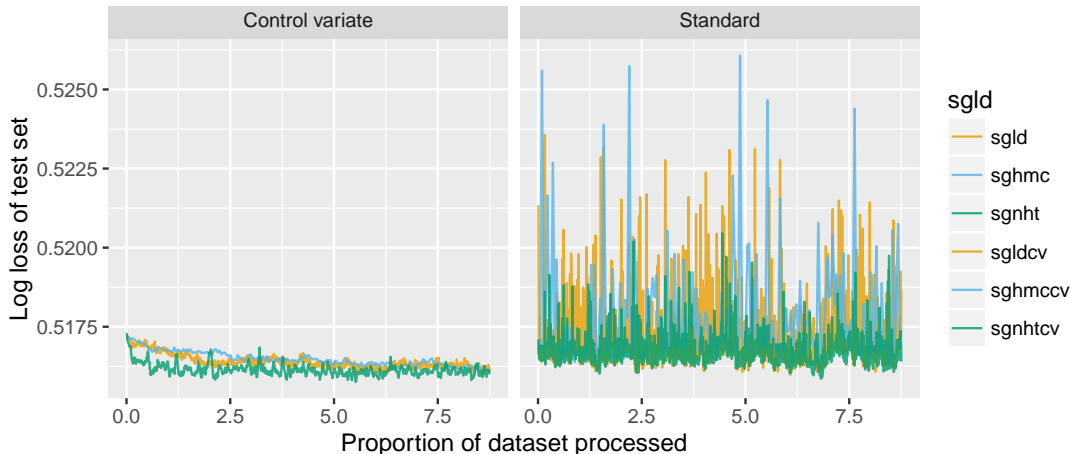 Control variate
Standard
Log loss of test set
0.5250
0.5225
0.5200
0.5175
0.0
2.5
5.0
7.5
0.0
2.5
5.0
7.5
Proportion of dataset processed
sgld
sgld
sghmc
sgnht
sgldcv
sghmccv
sgnhtcv